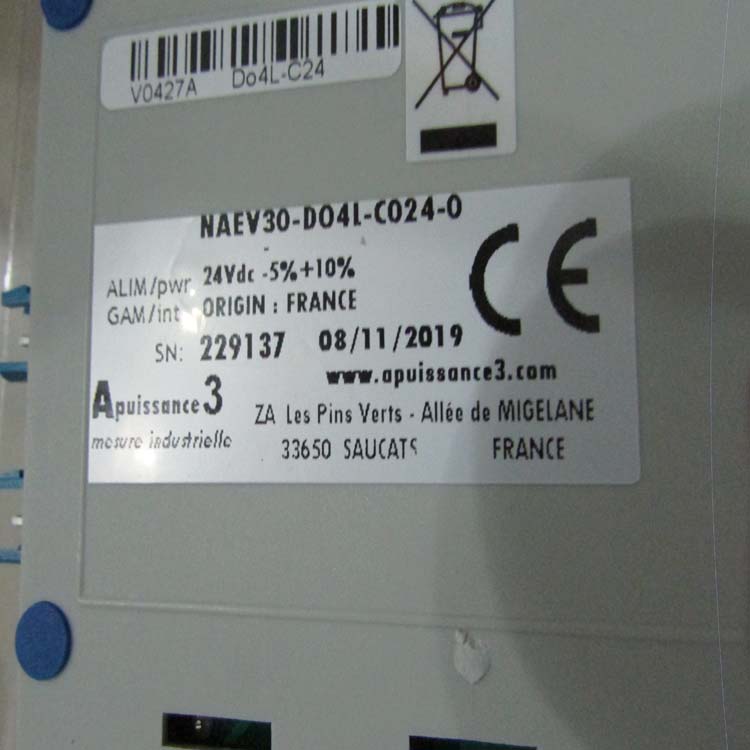 V0427A Do4L-C24
NAEV30-DO4L-CO24-0
ALIM/pwr 24Vdc -5%+10%
GAM/int ORIGIN : FRANCE
SN: 229137 08/11/2019
www.apuissance3.com
Apuissance3 ZA Les Pins Verts - Allée de MIGELANE
mesure industrielle 33650 SAUCATS FRANCE
CE